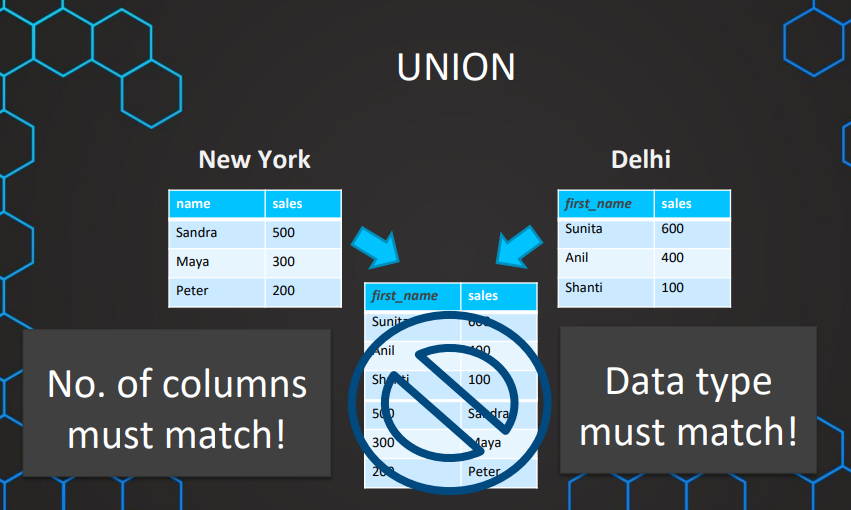 UNION
New York
name sales
Sandra 500
Maya 300
Peter 200
Delhi
first_name sales
Sunita 600
Anil 400
Shanti 100
first_name sales
Sunita 600
Anil 400
Shanti 100
500 Sandra
300 Maya
200 Peter
No. of columns
must match!
Data type
must match!